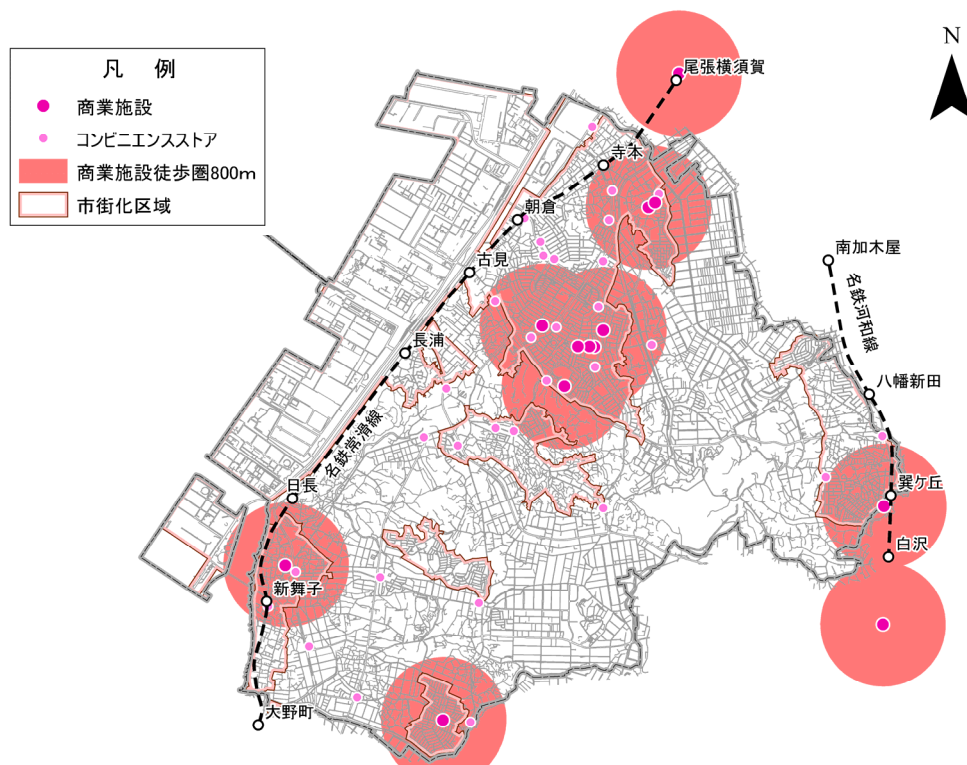 N
凡 例
商業施設
コンビニエンスストア
商業施設徒歩圏800m
市街化区域
尾張横須賀
寺本
朝倉
古見
長浦
名鉄常滑線
日長
新舞子
大野町
南加木屋
名鉄河和線
八幡新田
巽ケ丘
白沢